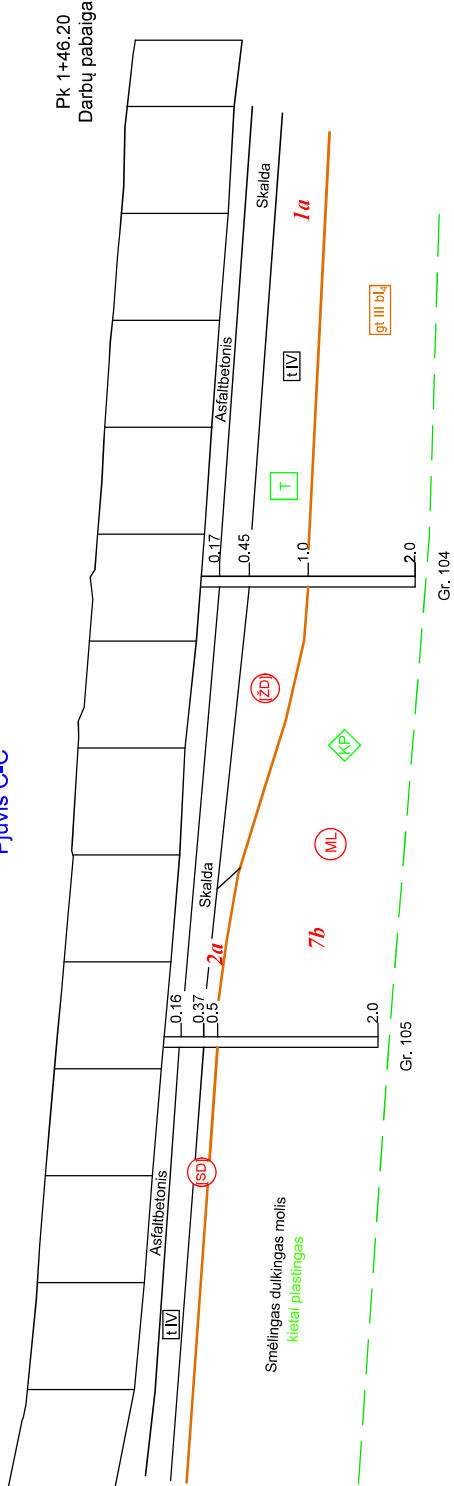 Pjūvis C-C
Pk 1+46.20
Darbų pabaiga
Asfaltbetonis
Skalda
Asfaltbetonis
Skalda
t IV
t IV
1a
2a
7b
gt III bl4
T
[ŽD]
[SD]
KP
ML
Smėlingas dulkingas molis
kietai plastingas
0.16
0.37
0.5
2.0
Gr. 105
0.17
0.45
1.0
2.0
Gr. 104